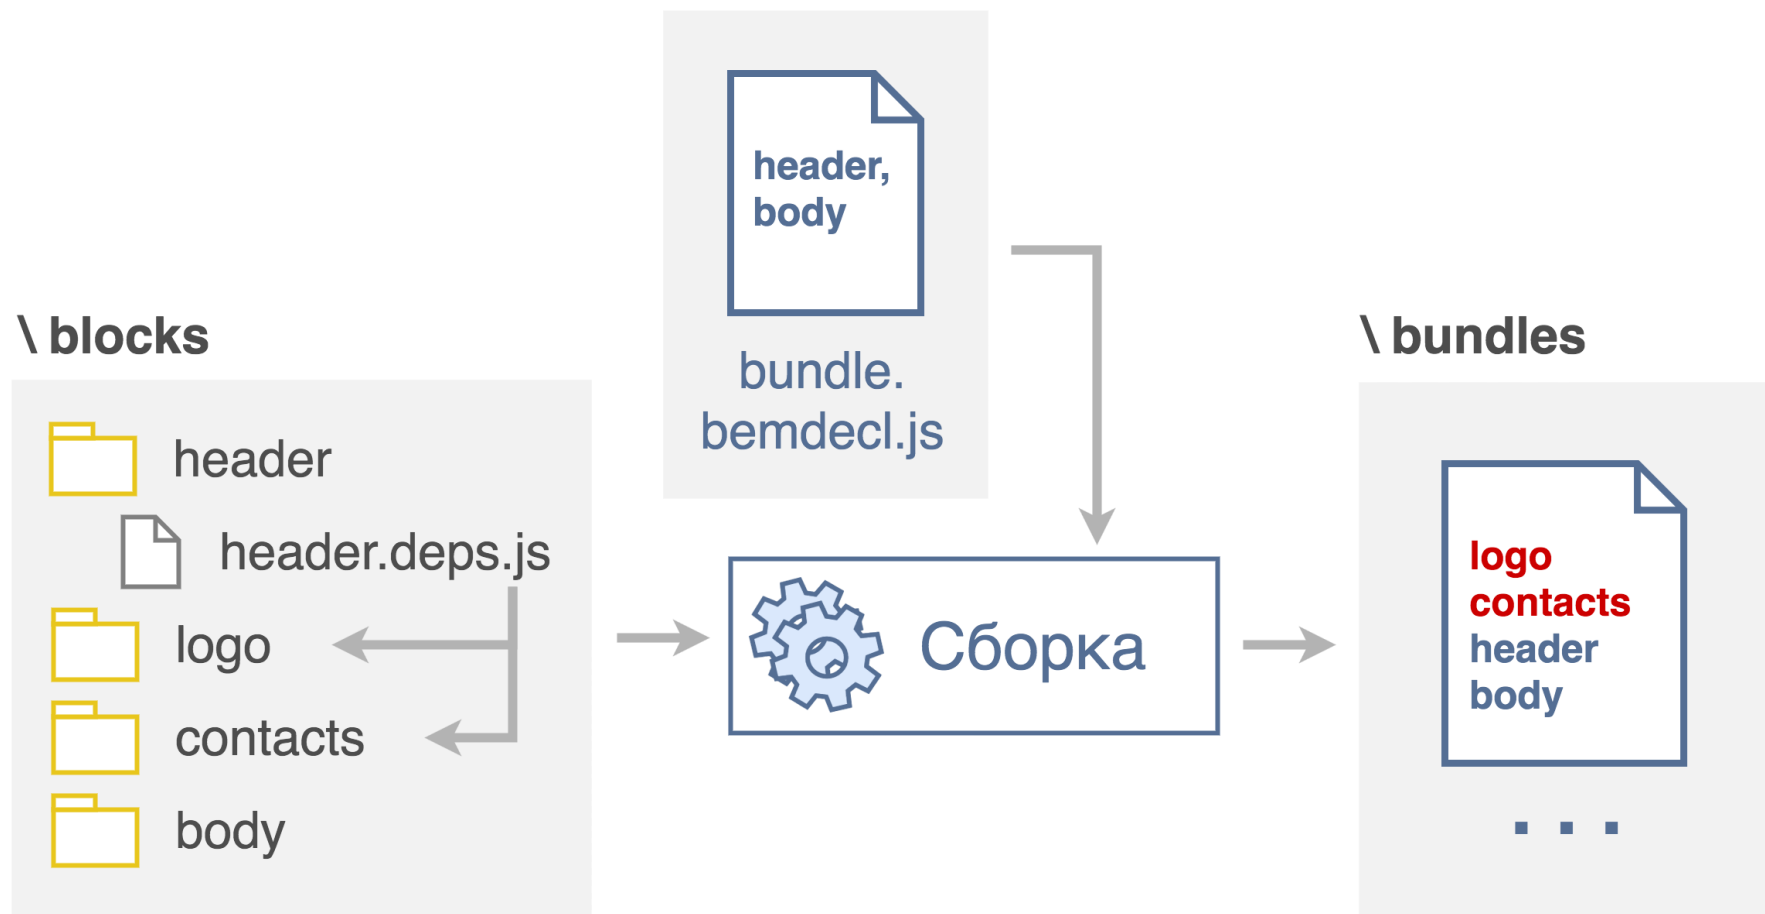 \ blocks
header
header.deps.js
logo
contacts
body
header,
body
bundle.
bemdecl.js
Сборка
\ bundles
logo
contacts
header
body
...